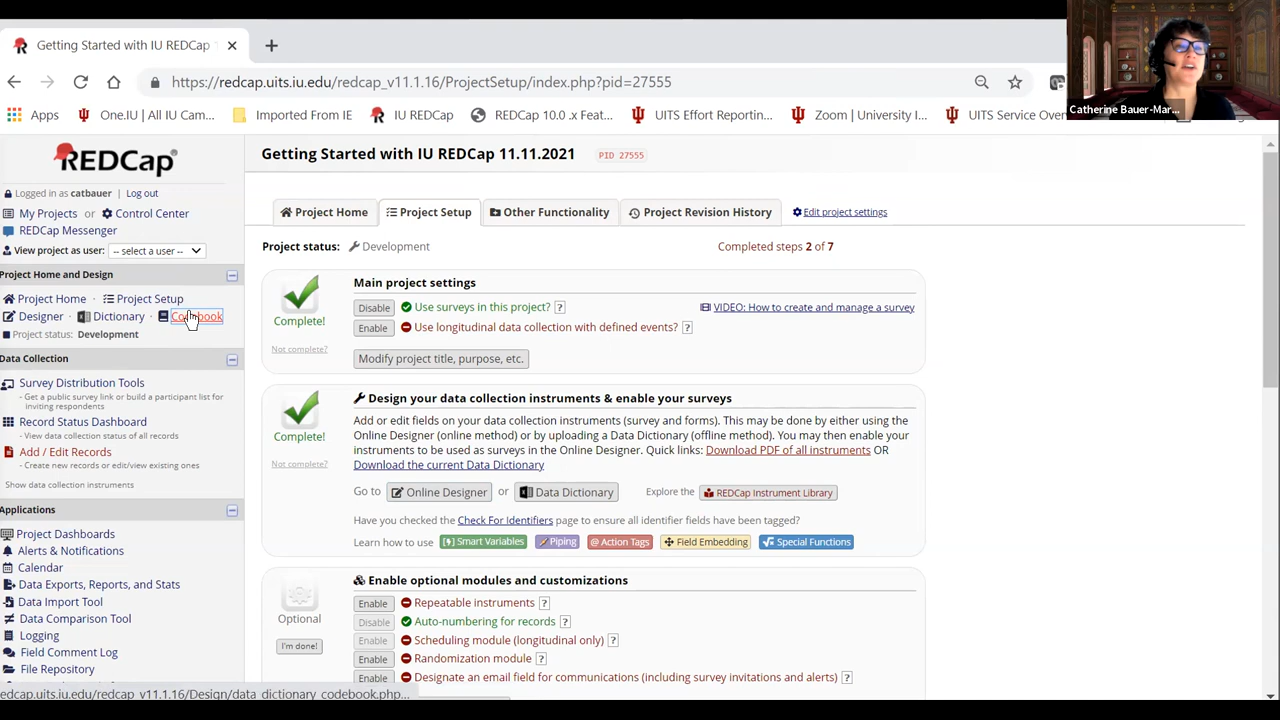 Getting Started with IU REDCap
https://redcap.uits.iu.edu/redcap_v11.1.16/ProjectSetup/index.php?pid=27555
Catherine Bauer-Mar...
Apps One.IU | All IU Cam... Imported From IE IU REDCap REDCap 10.0 .x Feat... UITS Effort Reportin... Zoom | University I... UITS Service Ove
REDCap
Logged in as catbauer | Log out
My Projects or Control Center
REDCap Messenger
View project as user: -- select a user --
Project Home and Design
Project Home · Project Setup
Designer · Dictionary · Codebook
Project status: Development
Data Collection
Survey Distribution Tools
- Get a public survey link or build a participant list for
inviting respondents
Record Status Dashboard
- View data collection status of all records
Add / Edit Records
- Create new records or edit/view existing ones
Show data collection instruments
Applications
Project Dashboards
Alerts & Notifications
Calendar
Data Exports, Reports, and Stats
Data Import Tool
Data Comparison Tool
Logging
Field Comment Log
File Repository
redcap.uits.iu.edu/redcap_v11.1.16/Design/data_dictionary_codebook.php...
Getting Started with IU REDCap 11.11.2021 PID 27555
Project Home Project Setup Other Functionality Project Revision History Edit project settings
Project status: Development Completed steps 2 of 7
Complete!
Not complete?
Main project settings
Disable Use surveys in this project? ? VIDEO: How to create and manage a survey
Enable Use longitudinal data collection with defined events? ?
Modify project title, purpose, etc.
Complete!
Not complete?
Design your data collection instruments & enable your surveys
Add or edit fields on your data collection instruments (survey and forms). This may be done by either using the
Online Designer (online method) or by uploading a Data Dictionary (offline method). You may then enable your
instruments to be used as surveys in the Online Designer. Quick links: Download PDF of all instruments OR
Download the current Data Dictionary
Go to Online Designer or Data Dictionary Explore the REDCap Instrument Library
Have you checked the Check For Identifiers page to ensure all identifier fields have been tagged?
Learn how to use [⚡] Smart Variables Piping @ Action Tags Field Embedding Special Functions
Optional
I'm done!
Enable optional modules and customizations
Enable Repeatable instruments ?
Disable Auto-numbering for records ?
Enable Scheduling module (longitudinal only) ?
Enable Randomization module ?
Enable Designate an email field for communications (including survey invitations and alerts) ?